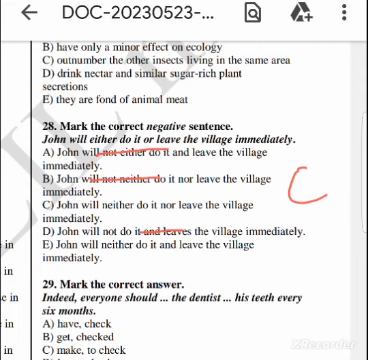 DOC-20230523-...
B) have only a minor effect on ecology
C) outnumber the other insects living in the same area
D) drink nectar and similar sugar-rich plant
secretions
E) they are fond of animal meat
28. Mark the correct negative sentence.
John will either do it or leave the village immediately.
A) John will not either do it and leave the village
immediately.
B) John will not neither do it nor leave the village
immediately.
C) John will neither do it nor leave the village
immediately.
C
D) John will not do it and leaves the village immediately.
in E) John will neither do it and leave the village
immediately.
in
29. Mark the correct answer.
e in Indeed, everyone should ... the dentist ... his teeth every
six months.
in A) have, check
B) get, checked
in C) make, to check
XRecorder